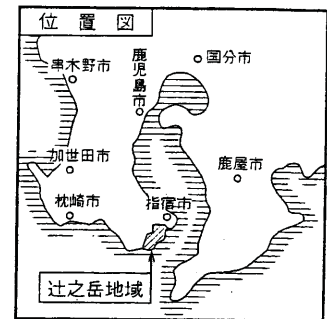 位置図
国分市
串木野市
鹿児島市
加世田市
鹿屋市
枕崎市
指宿市
辻之岳地域